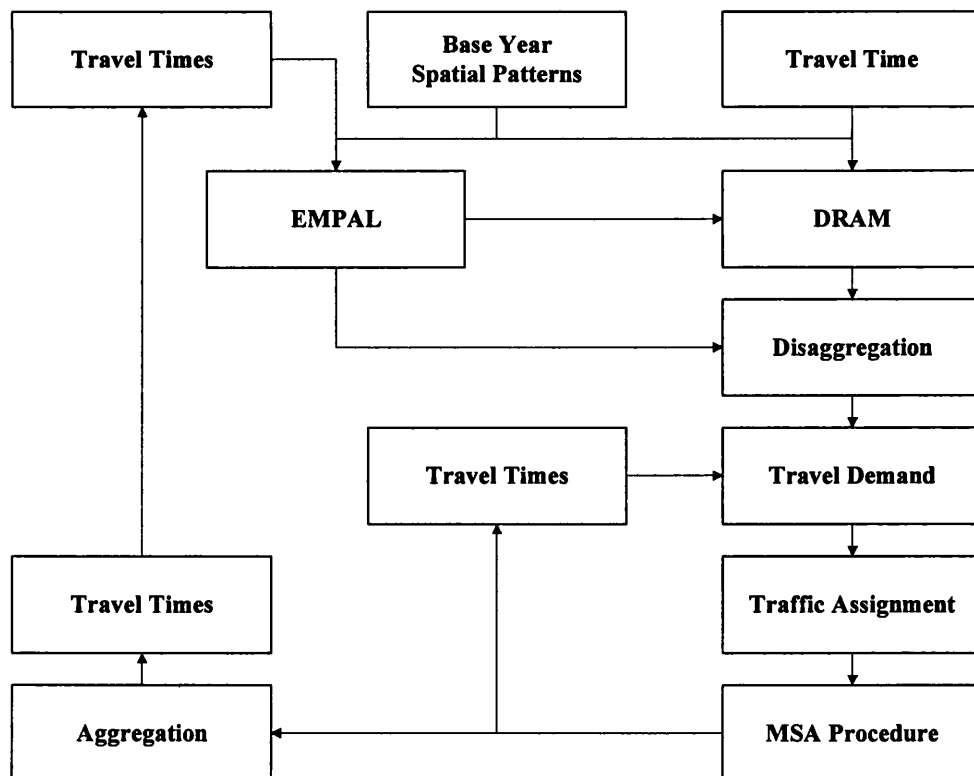 Travel Times
Base Year
Spatial Patterns
Travel Time
EMPAL
DRAM
Disaggregation
Travel Times
Travel Demand
Travel Times
Traffic Assignment
Aggregation
MSA Procedure